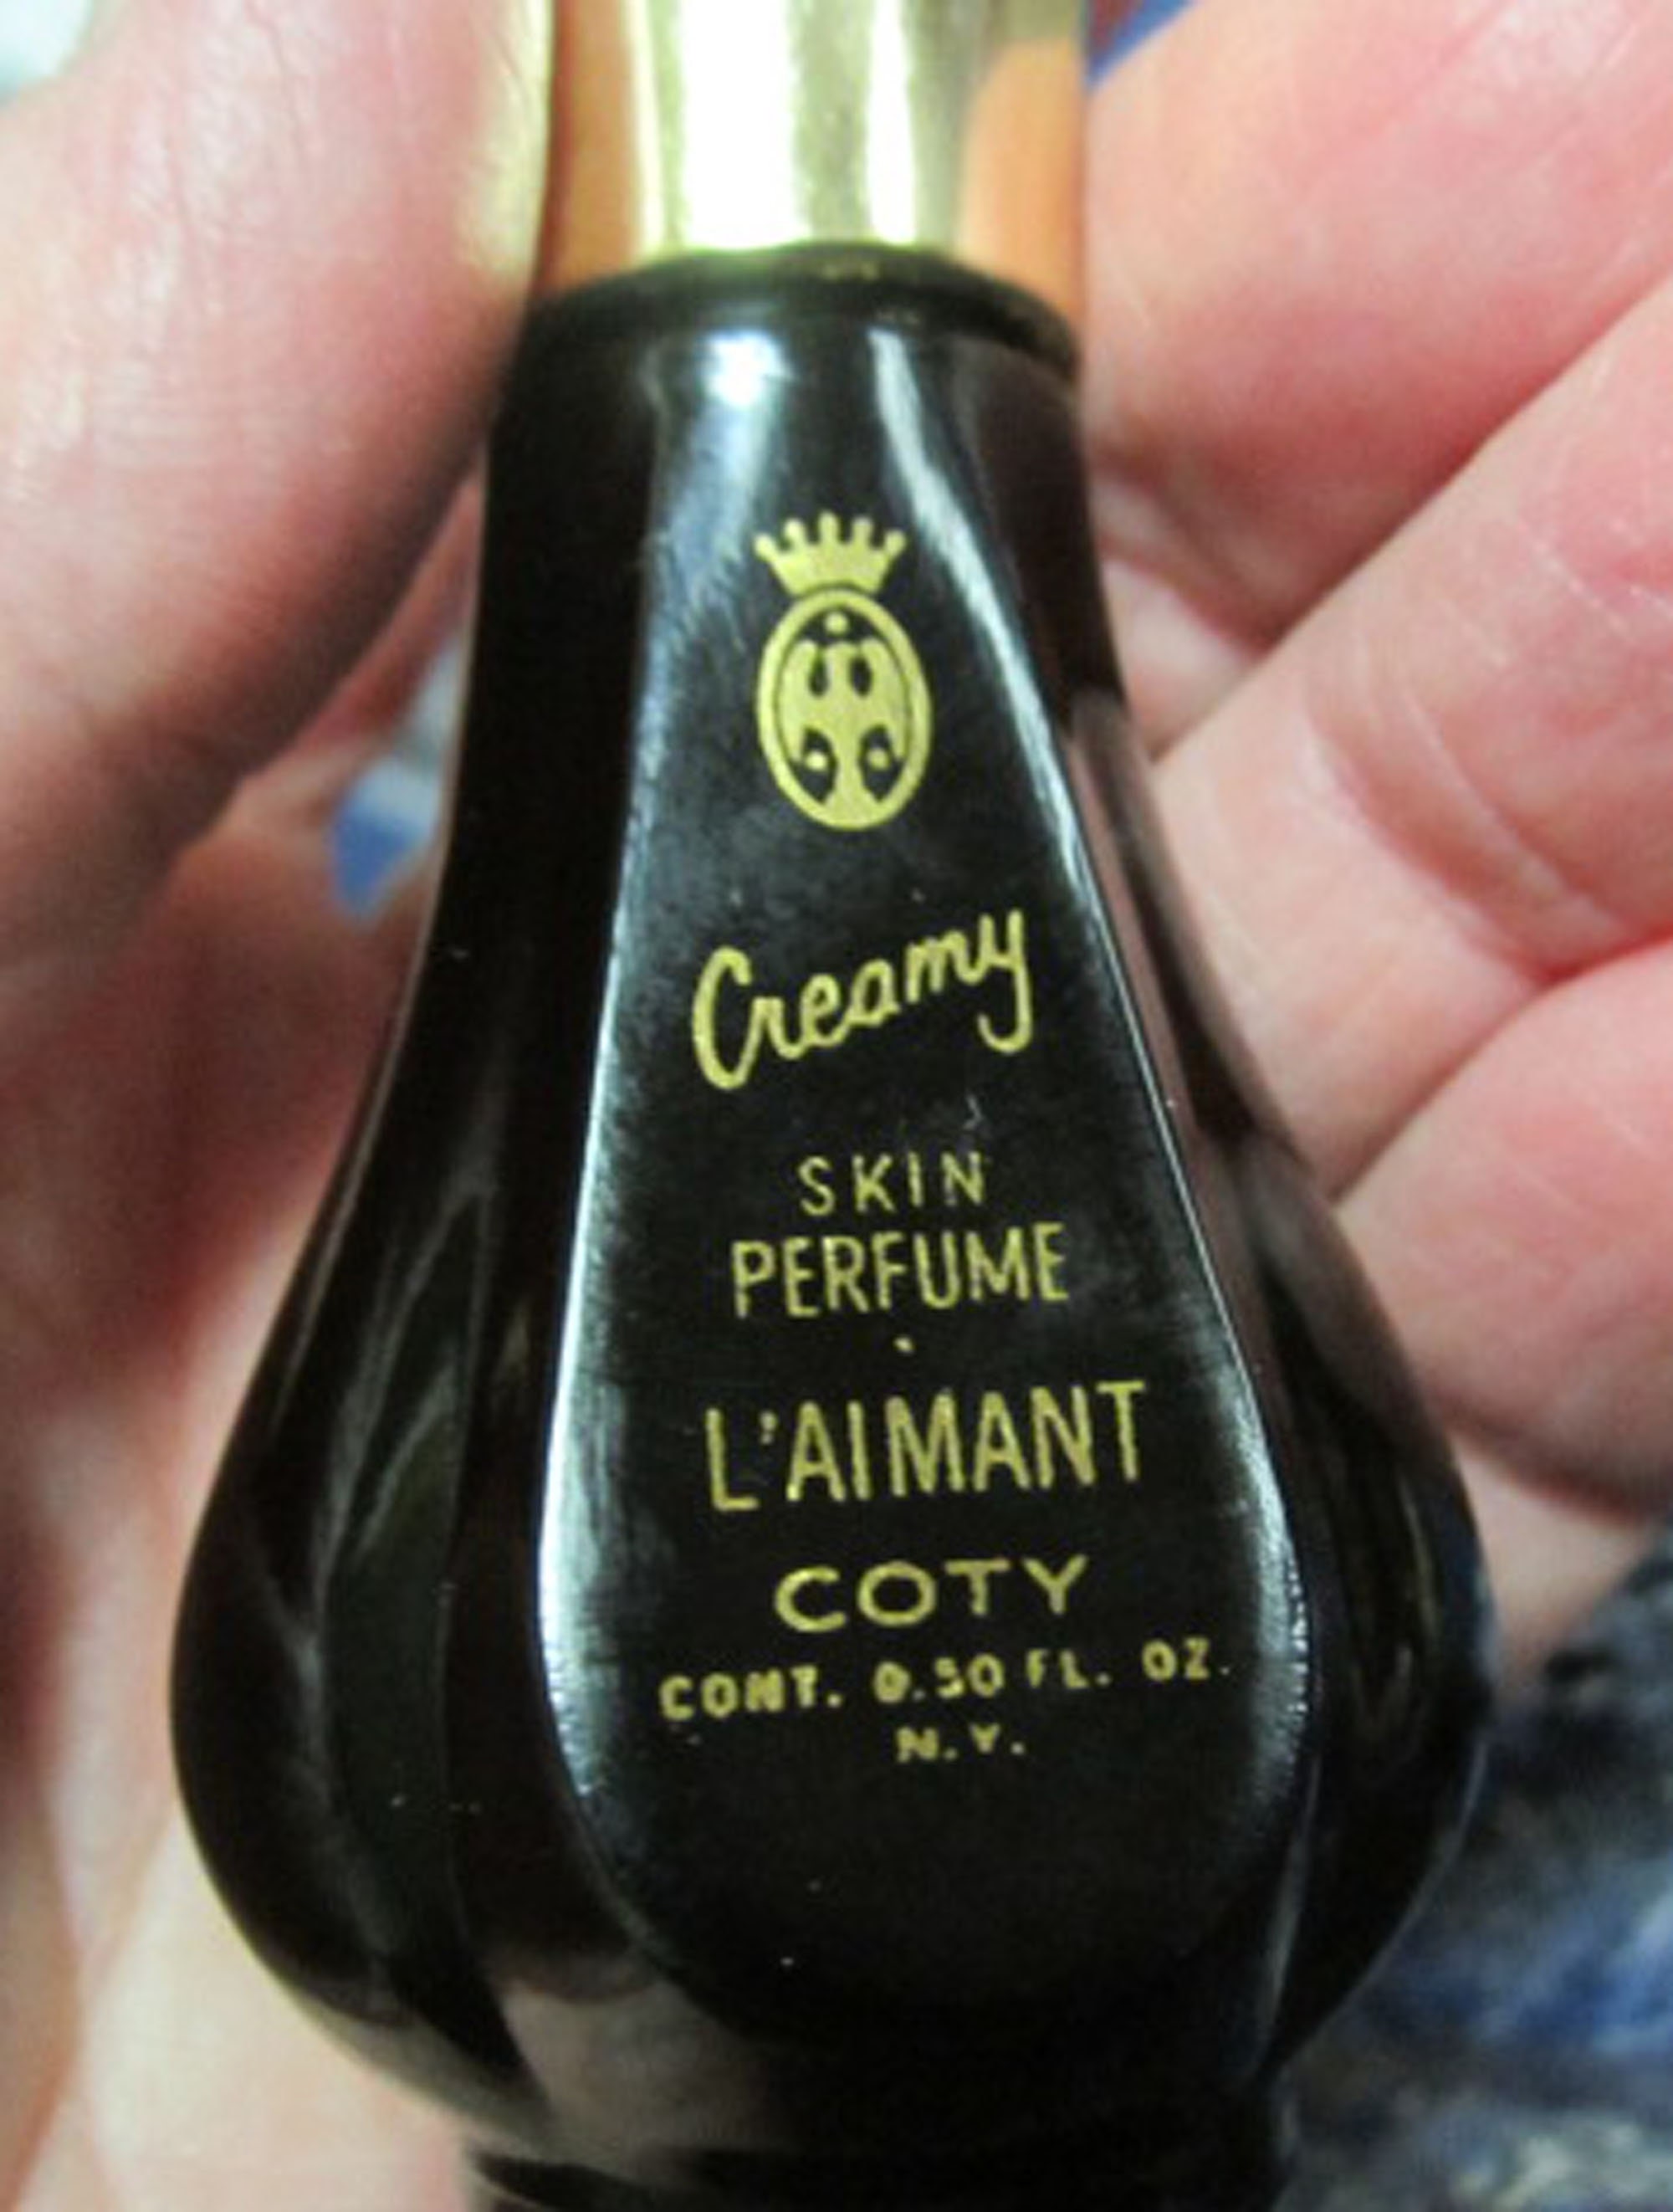 Creamy
SKIN
PERFUME
L'AIMANT
COTY
CONT. 0.50 FL. OZ.
N.Y.